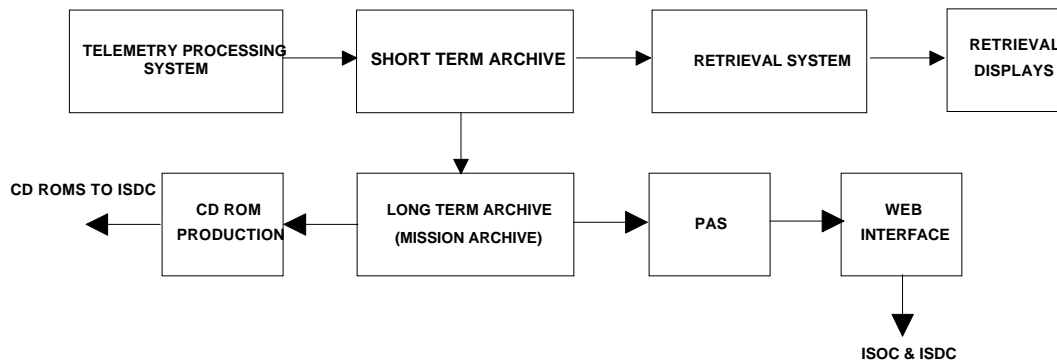 TELEMETRY PROCESSING
SYSTEM
SHORT TERM ARCHIVE
RETRIEVAL SYSTEM
RETRIEVAL
DISPLAYS
CD ROMS TO ISDC
CD ROM
PRODUCTION
LONG TERM ARCHIVE
(MISSION ARCHIVE)
PAS
WEB
INTERFACE
ISOC & ISDC